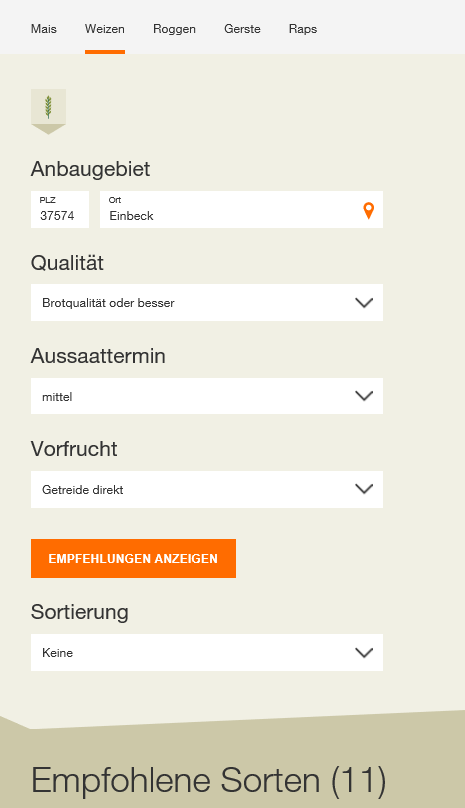 Mais Weizen Roggen Gerste Raps
Anbaugebiet
PLZ Ort
37574 Einbeck
Qualität
Brotqualität oder besser
Aussaattermin
mittel
Vorfrucht
Getreide direkt
EMPFEHLUNGEN ANZEIGEN
Sortierung
Keine
Empfohlene Sorten (11)